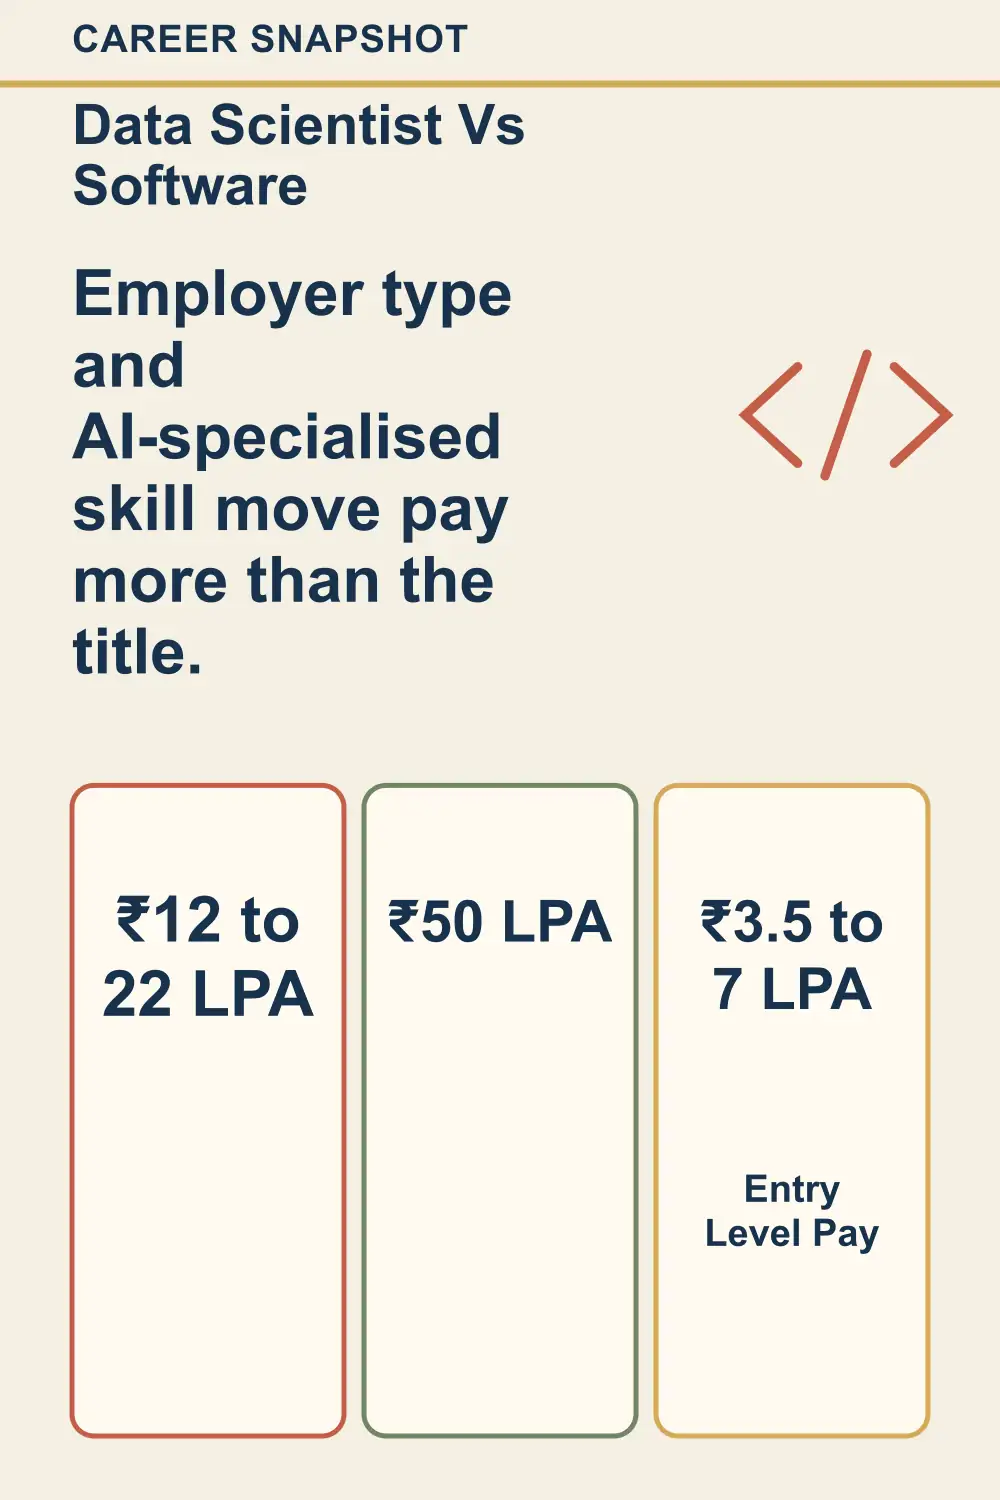 CAREER SNAPSHOT
Data Scientist Vs
Software
Employer type
and
AI-specialised
skill move pay
more than the
title.
₹12 to
22 LPA
₹50 LPA
₹3.5 to
7 LPA
Entry
Level Pay